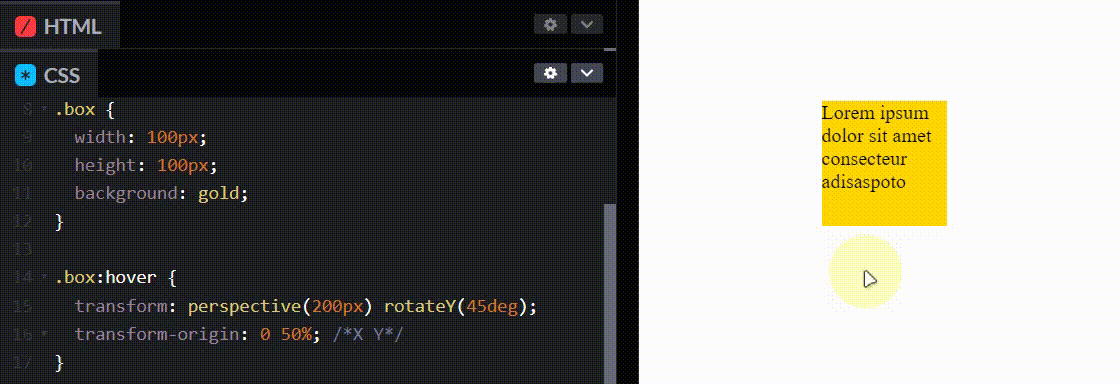 / HTML
* CSS
8 .box {
9 width: 100px;
10 height: 100px;
11 background: gold;
12 }
13
14 .box:hover {
15 transform: perspective(200px) rotateY(45deg);
16 transform-origin: 0 50%; /*X Y*/
17 }
Lorem ipsum
dolor sit amet
consecteur
adisaspoto